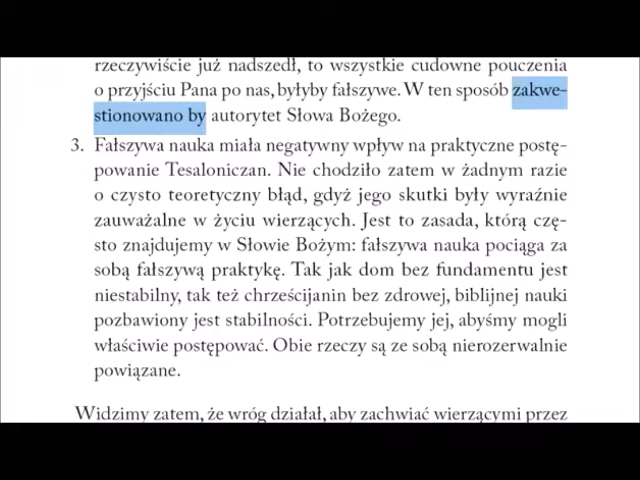 rzeczywiście już nadszedł, to wszystkie cudowne pouczenia
o przyjściu Pana po nas, byłyby fałszywe. W ten sposób zakwe-
stionowano by autorytet Słowa Bożego.
3. Fałszywa nauka miała negatywny wpływ na praktyczne postę-
powanie Tesaloniczan. Nie chodziło zatem w żadnym razie
o czysto teoretyczny błąd, gdyż jego skutki były wyraźnie
zauważalne w życiu wierzących. Jest to zasada, którą czę-
sto znajdujemy w Słowie Bożym: fałszywa nauka pociąga za
sobą fałszywą praktykę. Tak jak dom bez fundamentu jest
niestabilny, tak też chrześcijanin bez zdrowej, biblijnej nauki
pozbawiony jest stabilności. Potrzebujemy jej, abyśmy mogli
właściwie postępować. Obie rzeczy są ze sobą nierozerwalnie
powiązane.
Widzimy zatem, że wróg działał, aby zachwiać wierzącymi przez